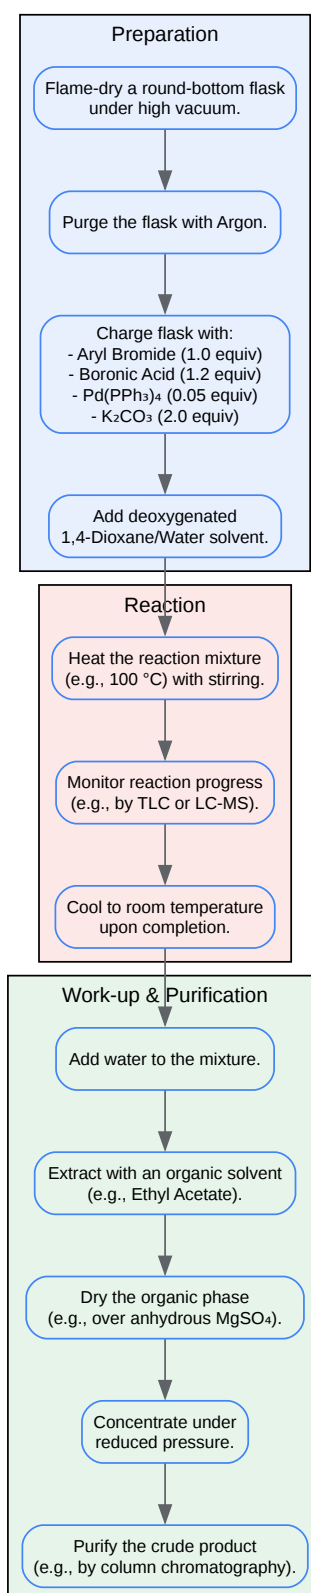 Preparation
Flame-dry a round-bottom flask
under high vacuum.
Purge the flask with Argon.
Charge flask with:
- Aryl Bromide (1.0 equiv)
- Boronic Acid (1.2 equiv)
- Pd(PPh₃)₄ (0.05 equiv)
- K₂CO₃ (2.0 equiv)
Add deoxygenated
1,4-Dioxane/Water solvent.
Reaction
Heat the reaction mixture
(e.g., 100 °C) with stirring.
Monitor reaction progress
(e.g., by TLC or LC-MS).
Cool to room temperature
upon completion.
Work-up & Purification
Add water to the mixture.
Extract with an organic solvent
(e.g., Ethyl Acetate).
Dry the organic phase
(e.g., over anhydrous MgSO₄).
Concentrate under
reduced pressure.
Purify the crude product
(e.g., by column chromatography).